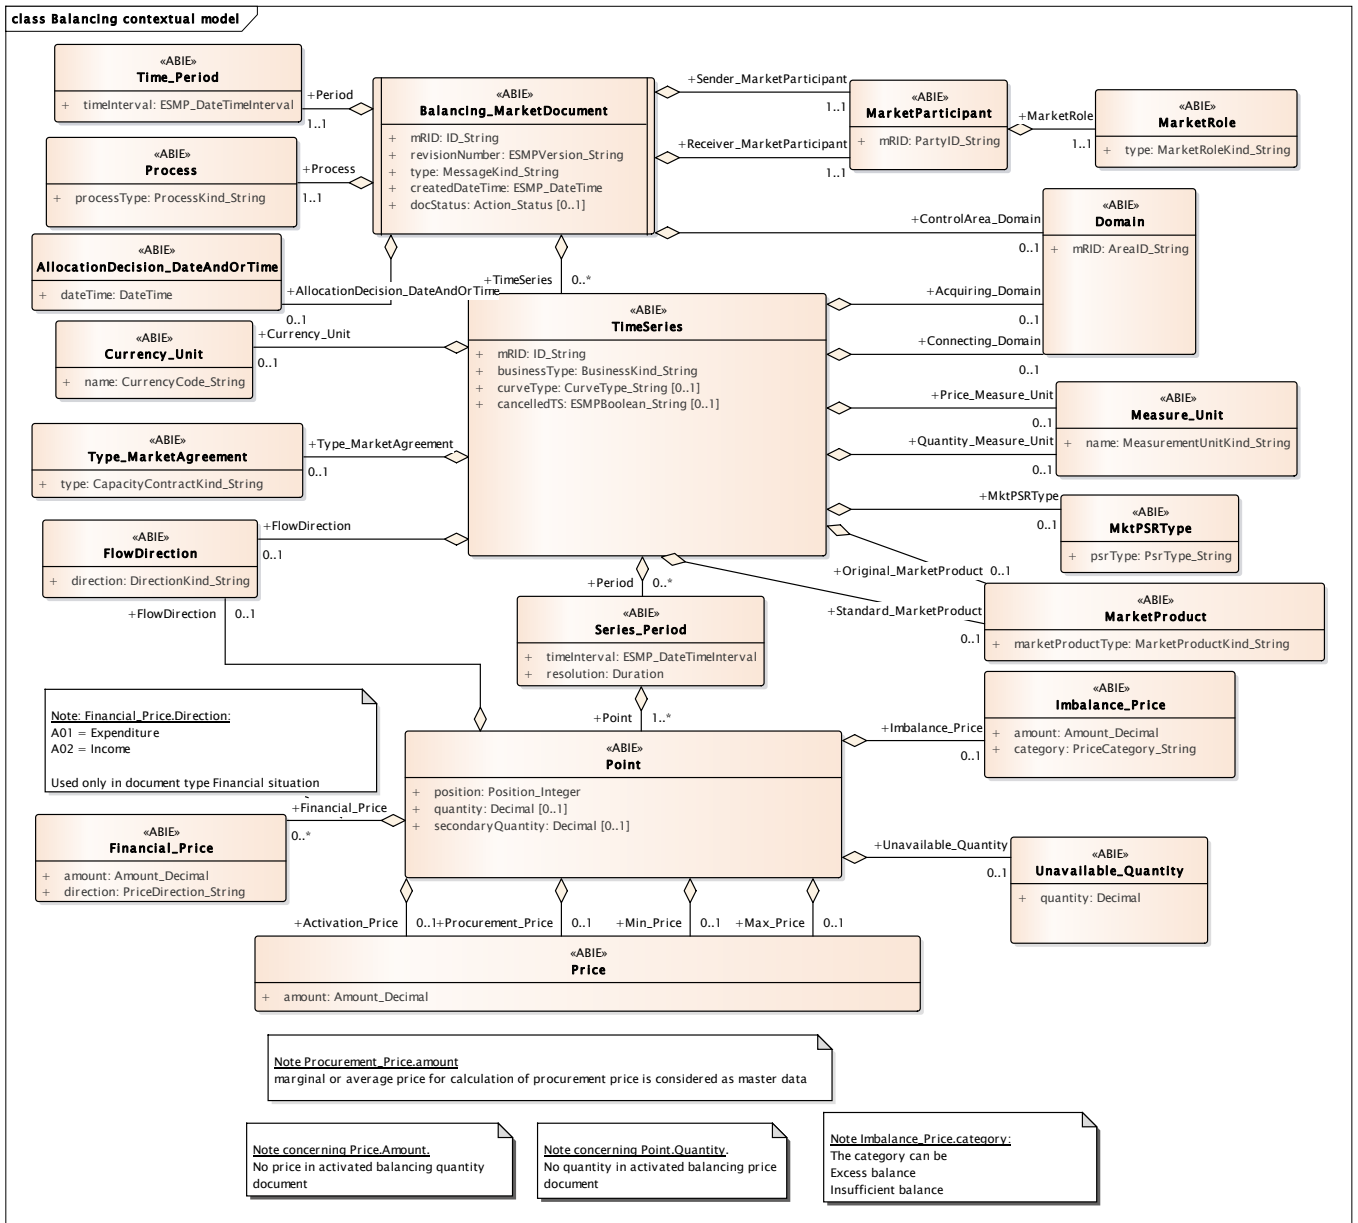 class Balancing contextual model
«ABIE»
Time_Period
+ timeInterval: ESMP_DateTimeInterval
+Period
1..1
«ABIE»
Process
+ processType: ProcessKind_String
+Process
1..1
«ABIE»
AllocationDecision_DateAndOrTime
+ dateTime: DateTime
+AllocationDecision_DateAndOrTime
0..1
«ABIE»
Balancing_MarketDocument
+ mRID: ID_String
+ revisionNumber: ESMPVersion_String
+ type: MessageKind_String
+ createdDateTime: ESMP_DateTime
+ docStatus: Action_Status [0..1]
+Sender_MarketParticipant
1..1
+Receiver_MarketParticipant
1..1
«ABIE»
MarketParticipant
+ mRID: PartyID_String
+MarketRole
1..1
«ABIE»
MarketRole
+ type: MarketRoleKind_String
+ControlArea_Domain
0..1
«ABIE»
Domain
+ mRID: AreaID_String
+Acquiring_Domain
0..1
+Connecting_Domain
0..1
+TimeSeries
0..*
«ABIE»
TimeSeries
+ mRID: ID_String
+ businessType: BusinessKind_String
+ curveType: CurveType_String [0..1]
+ cancelledTS: ESMPBoolean_String [0..1]
«ABIE»
Currency_Unit
+ name: CurrencyCode_String
+Currency_Unit
0..1
«ABIE»
Type_MarketAgreement
+ type: CapacityContractKind_String
+Type_MarketAgreement
0..1
«ABIE»
FlowDirection
+ direction: DirectionKind_String
+FlowDirection
0..1
+FlowDirection
0..1
+Price_Measure_Unit
0..1
+Quantity_Measure_Unit
0..1
«ABIE»
Measure_Unit
+ name: MeasurementUnitKind_String
+MktPSRType
0..1
«ABIE»
MktPSRType
+ psrType: PsrType_String
+Original_MarketProduct 0..1
+Standard_MarketProduct
0..1
«ABIE»
MarketProduct
+ marketProductType: MarketProductKind_String
+Period
0..*
«ABIE»
Series_Period
+ timeInterval: ESMP_DateTimeInterval
+ resolution: Duration
+Point
1..*
«ABIE»
Point
+ position: Position_Integer
+ quantity: Decimal [0..1]
+ secondaryQuantity: Decimal [0..1]
+Imbalance_Price
0..1
«ABIE»
Imbalance_Price
+ amount: Amount_Decimal
+ category: PriceCategory_String
Note: Financial_Price.Direction:
A01 = Expenditure
A02 = Income
Used only in document type Financial situation
+Financial_Price
0..*
«ABIE»
Financial_Price
+ amount: Amount_Decimal
+ direction: PriceDirection_String
+Unavailable_Quantity
0..1
«ABIE»
Unavailable_Quantity
+ quantity: Decimal
+Activation_Price 0..1
+Procurement_Price 0..1
+Min_Price 0..1
+Max_Price 0..1
«ABIE»
Price
+ amount: Amount_Decimal
Note Procurement_Price.amount
marginal or average price for calculation of procurement price is considered as master data
Note concerning Price.Amount.
No price in activated balancing quantity
document
Note concerning Point.Quantity.
No quantity in activated balancing price
document
Note Imbalance_Price.category:
The category can be
Excess balance
Insufficient balance